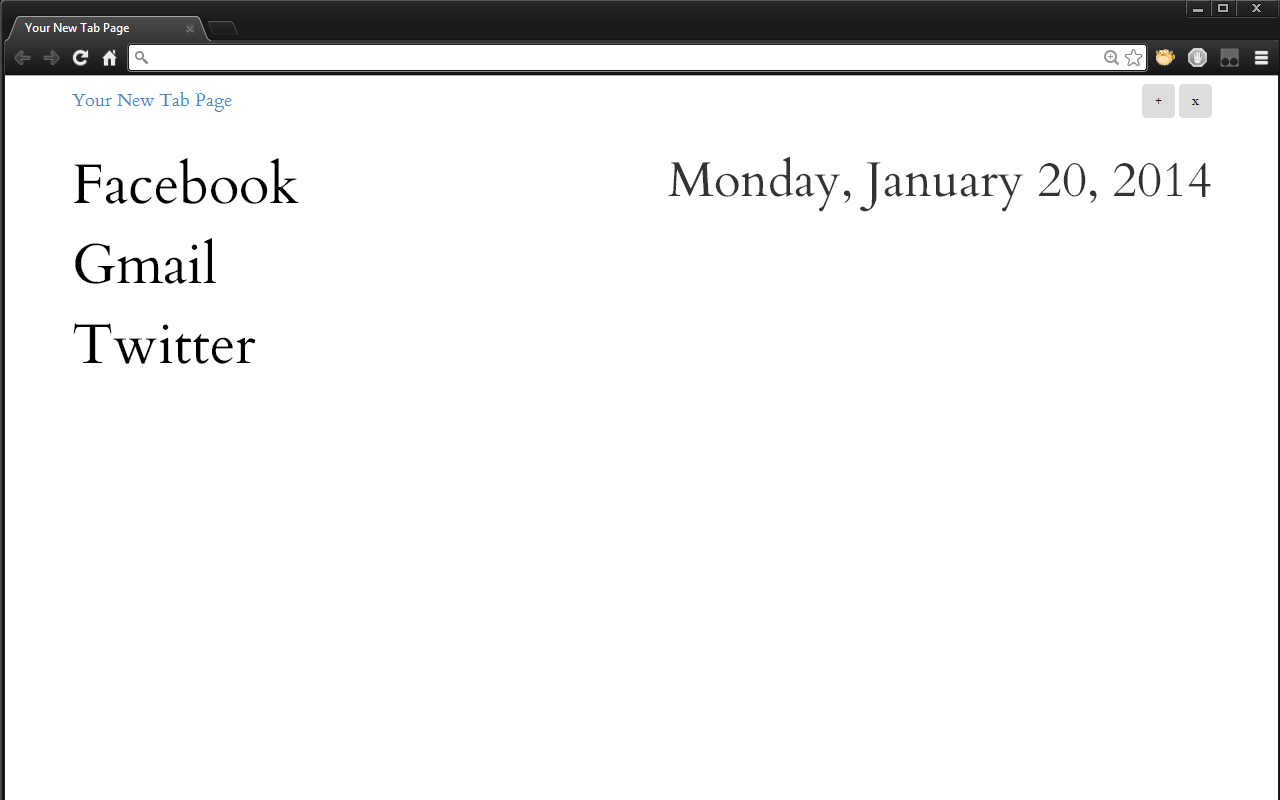 Your New Tab Page
Your New Tab Page
+ x
Facebook
Monday, January 20, 2014
Gmail
Twitter